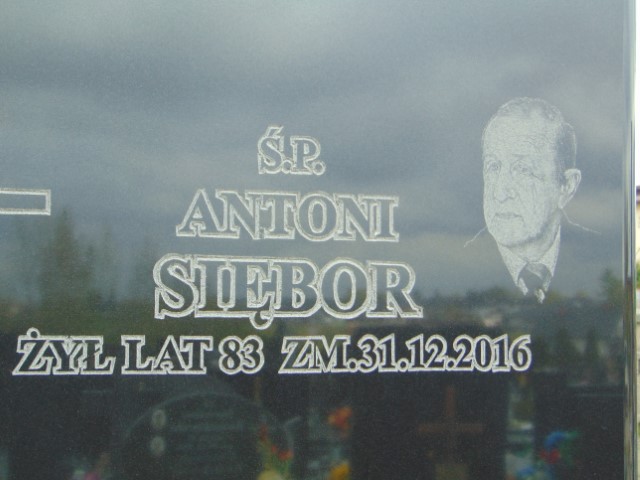 Ś.P.
ANTONI
SIĘBOR
ŻYŁ LAT 83 ZM.31.12.2016